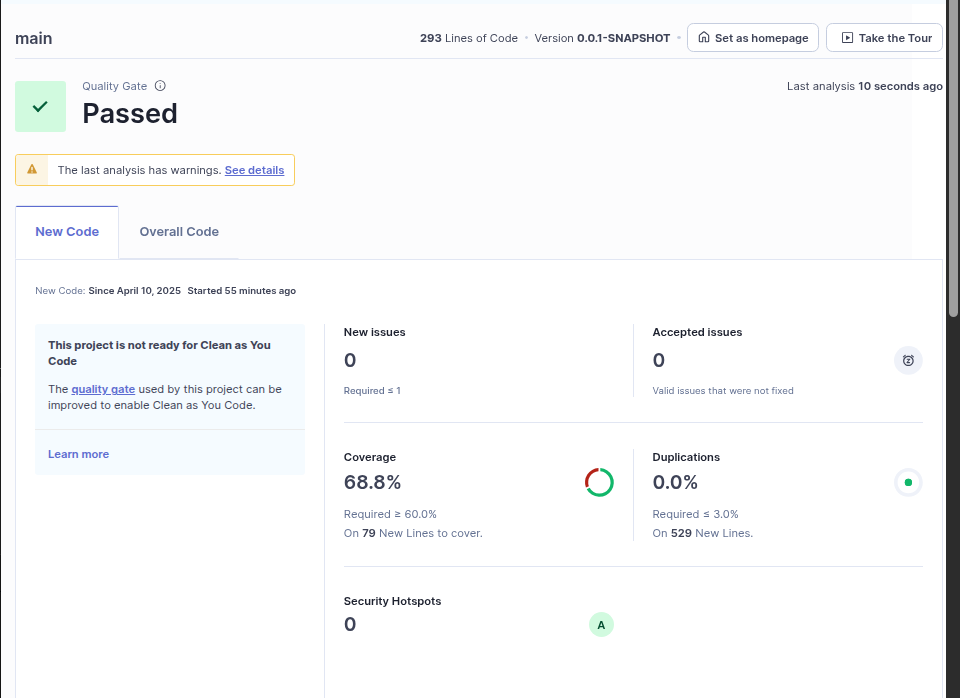 main
293 Lines of Code • Version 0.0.1-SNAPSHOT • Set as homepage Take the Tour
Quality Gate
Passed
Last analysis 10 seconds ago
The last analysis has warnings. See details
New Code Overall Code
New Code: Since April 10, 2025 Started 55 minutes ago
This project is not ready for Clean as You
Code
The quality gate used by this project can be
improved to enable Clean as You Code.
Learn more
New issues
0
Required ≤ 1
Accepted issues
0
Valid issues that were not fixed
Coverage
68.8%
Required ≥ 60.0%
On 79 New Lines to cover.
Duplications
0.0%
Required ≤ 3.0%
On 529 New Lines.
Security Hotspots
0
A